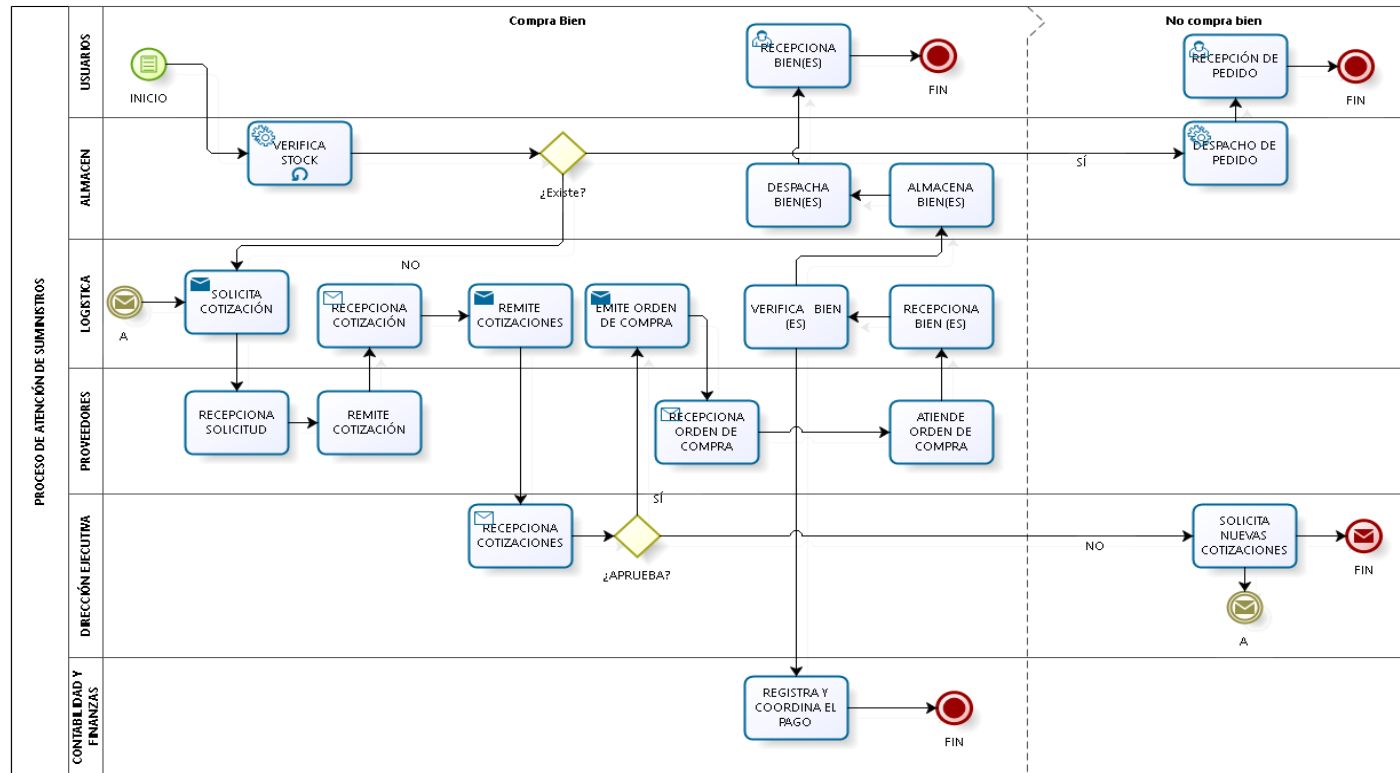 Compra Bien
No compra bien
PROCESO DE ATENCIÓN DE SUMINISTROS
USUARIOS
INICIO
RECEPCIONA
BIEN(ES)
FIN
RECEPCIÓN DE
PEDIDO
FIN
ALMACEN
VERIFICA
STOCK
¿Existe?
SÍ
DESPACHO DE
PEDIDO
DESPACHA
BIEN(ES)
ALMACENA
BIEN(ES)
LOGíSTICA
NO
A
SOLICITA
COTIZACIÓN
RECEPCIONA
COTIZACIÓN
REMITE
COTIZACIONES
EMITE ORDEN
DE COMPRA
VERIFICA BIEN
(ES)
RECEPCIONA
BIEN (ES)
PROVEEDORES
RECEPCIONA
SOLICITUD
REMITE
COTIZACIÓN
RECEPCIONA
ORDEN DE
COMPRA
ATIENDE
ORDEN DE
COMPRA
DIRECCIÓN EJECUTIVA
RECEPCIONA
COTIZACIONES
SÍ
¿APRUEBA?
NO
SOLICITA
NUEVAS
COTIZACIONES
FIN
A
CONTABILIDAD Y
FINANZAS
REGISTRA Y
COORDINA EL
PAGO
FIN